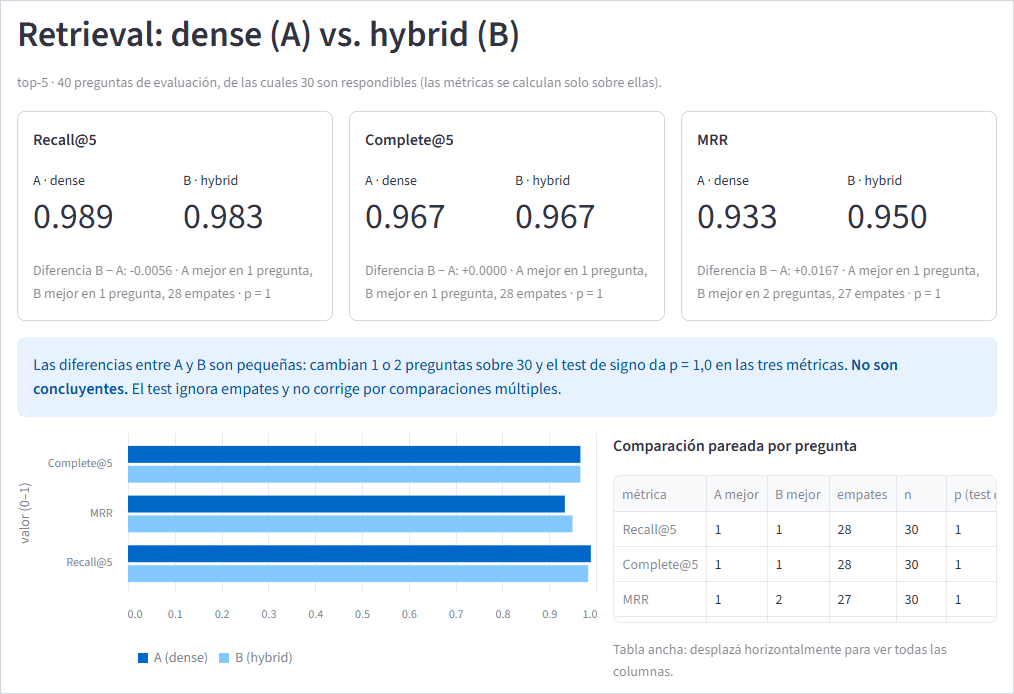 Retrieval: dense (A) vs. hybrid (B)
top-5 · 40 preguntas de evaluación, de las cuales 30 son respondibles (las métricas se calculan solo sobre ellas).
Recall@5
A · dense B · hybrid
0.989 0.983
Diferencia B − A: -0.0056 · A mejor en 1 pregunta,
B mejor en 1 pregunta, 28 empates · p = 1
Complete@5
A · dense B · hybrid
0.967 0.967
Diferencia B − A: +0.0000 · A mejor en 1 pregunta,
B mejor en 1 pregunta, 28 empates · p = 1
MRR
A · dense B · hybrid
0.933 0.950
Diferencia B − A: +0.0167 · A mejor en 1 pregunta,
B mejor en 2 preguntas, 27 empates · p = 1
Las diferencias entre A y B son pequeñas: cambian 1 o 2 preguntas sobre 30 y el test de signo da p = 1,0 en las tres métricas. No son
concluyentes. El test ignora empates y no corrige por comparaciones múltiples.
valor (0–1)
Complete@5
MRR
Recall@5
0.0 0.1 0.2 0.3 0.4 0.5 0.6 0.7 0.8 0.9 1.0
A (dense) B (hybrid)
Comparación pareada por pregunta
métrica A mejor B mejor empates n p (test
Recall@5 1 1 28 30 1
Complete@5 1 1 28 30 1
MRR 1 2 27 30 1
Tabla ancha: desplazá horizontalmente para ver todas las
columnas.